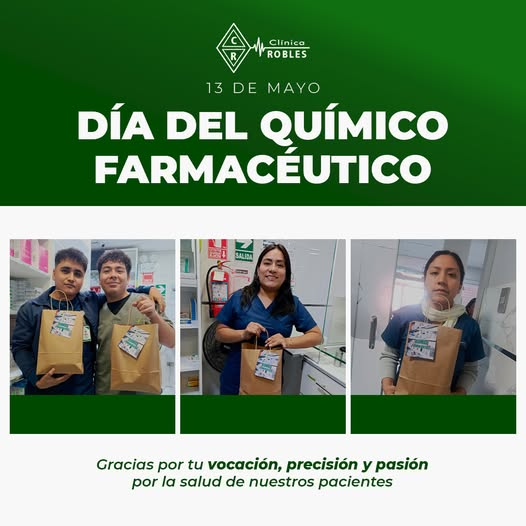 C
R
Clínica
ROBLES
13 DE MAYO
DÍA DEL QUÍMICO
FARMACÉUTICO
SALIDA
Gracias por tu vocación, precisión y pasión
por la salud de nuestros pacientes